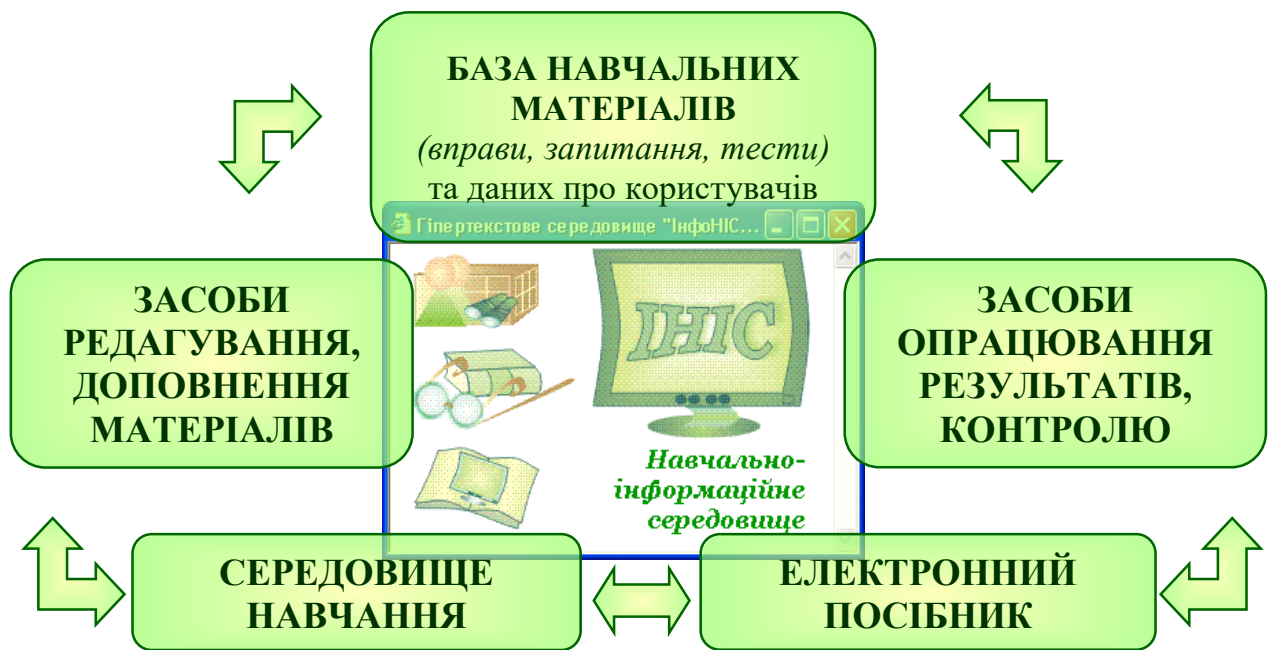 БАЗА НАВЧАЛЬНИХ
МАТЕРІАЛІВ
(вправи, запитання, тести)
та даних про користувачів
Гіпертекстове середовище "ІнфоНІС...
ЗАСОБИ
РЕДАГУВАННЯ,
ДОПОВНЕННЯ
МАТЕРІАЛІВ
ІНІС
Навчально-
інформаційне
середовище
ЗАСОБИ
ОПРАЦЮВАННЯ
РЕЗУЛЬТАТІВ,
КОНТРОЛЮ
СЕРЕДОВИЩЕ
НАВЧАННЯ
ЕЛЕКТРОННИЙ
ПОСІБНИК